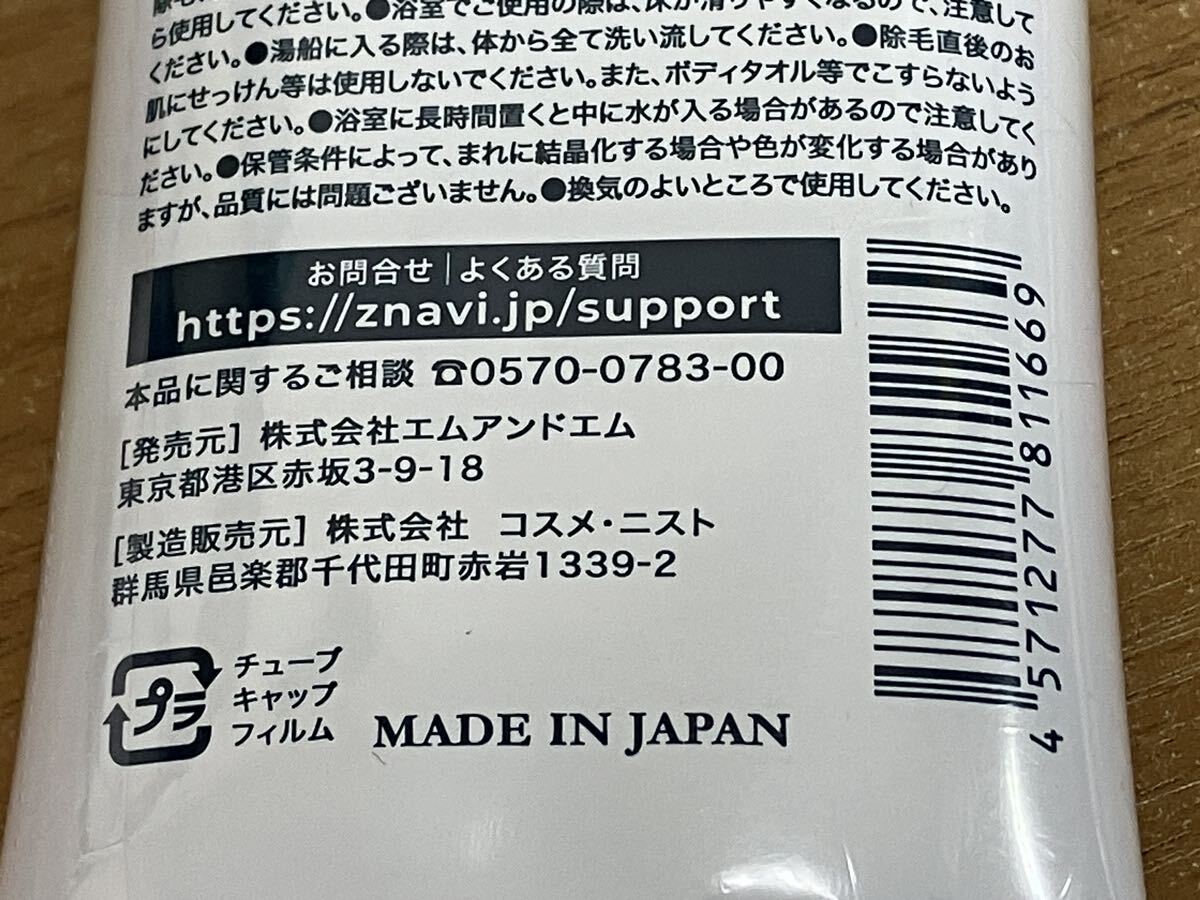 ら使用してください。●浴室でご使用の際は、床が滑りやすくなるので、注意して
ください。●湯船に入る際は、体から全て洗い流してください。●除毛直後のお
肌にせっけん等は使用しないでください。また、ボディタオル等でこすらないよう
にしてください。●浴室に長時間置くと中に水が入る場合があるので注意してく
ださい。●保管条件によって、まれに結晶化する場合や色が変化する場合があり
ますが、品質には問題ございません。●換気のよいところで使用してください。
お問合せ|よくある質問
https://znavi.jp/support
本品に関するご相談 ☎0570-0783-00
[発売元] 株式会社エムアンドエム
東京都港区赤坂3-9-18
[製造販売元] 株式会社 コスメ・ニスト
群馬県邑楽郡千代田町赤岩1339-2
プラ
チューブ
キャップ
フィルム
MADE IN JAPAN
4571277811669